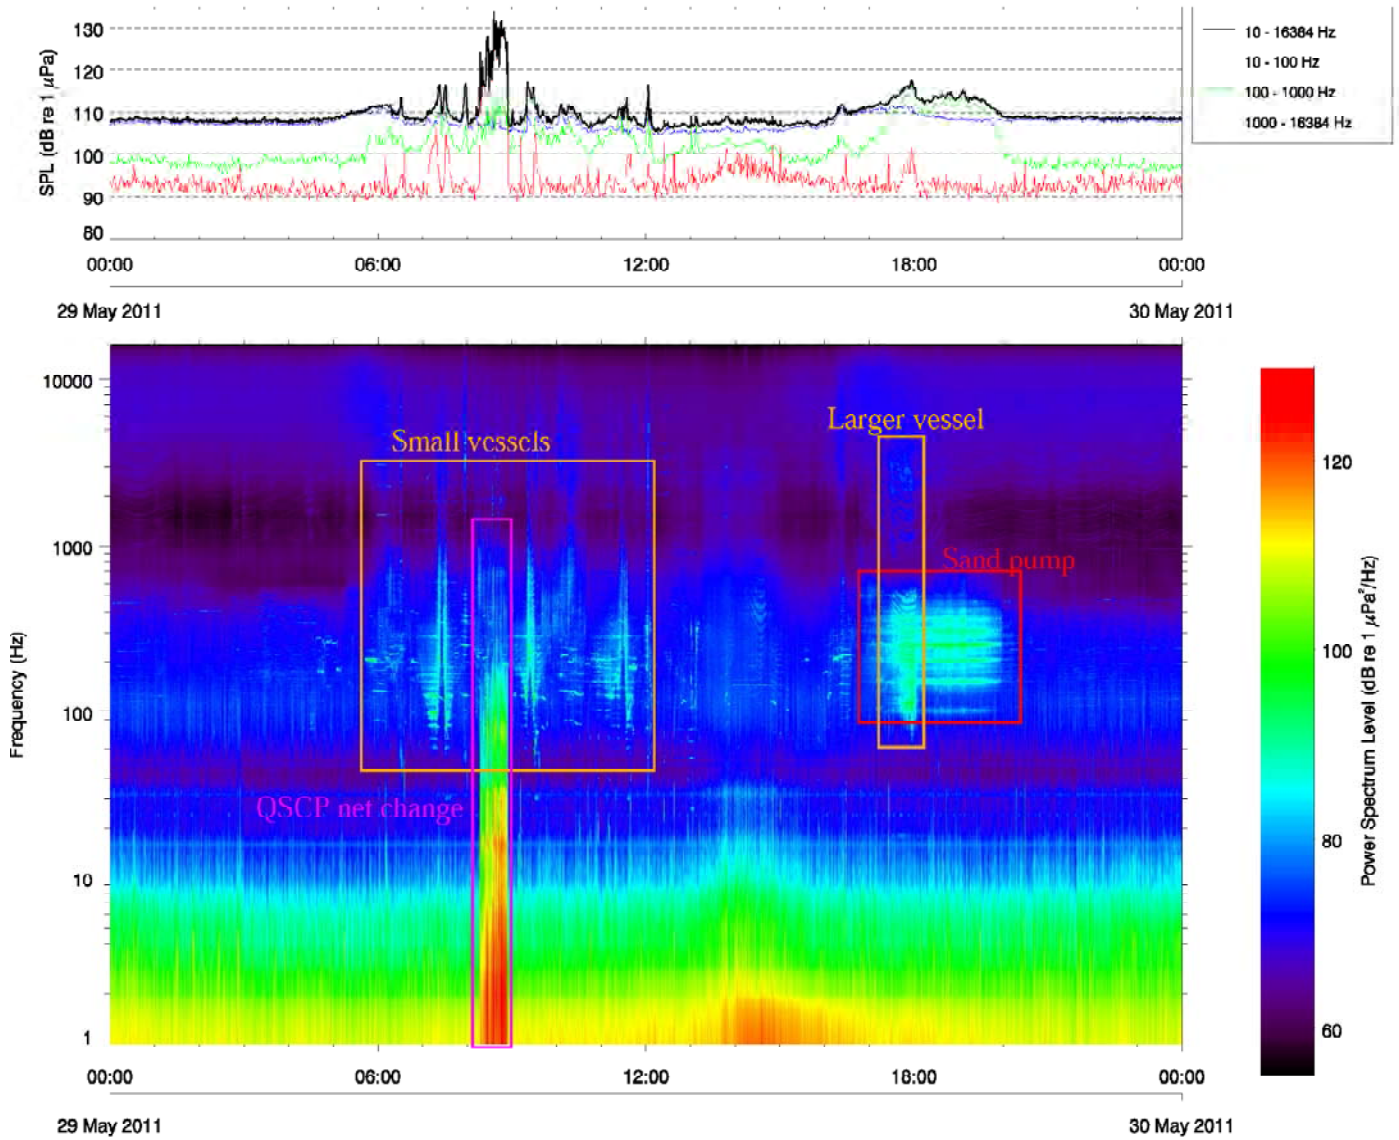 130
120
110
100
90
80
SPL (dB re 1 μPa)
10 - 16384 Hz
10 - 100 Hz
100 - 1000 Hz
1000 - 16384 Hz
00:00 06:00 12:00 18:00 00:00
29 May 2011 30 May 2011
10000
1000
100
10
1
Frequency (Hz)
Small vessels
Larger vessel
Sand pump
QSCP net change
120
100
80
60
Power Spectrum Level (dB re 1 μPa²/Hz)
00:00 06:00 12:00 18:00 00:00
29 May 2011 30 May 2011